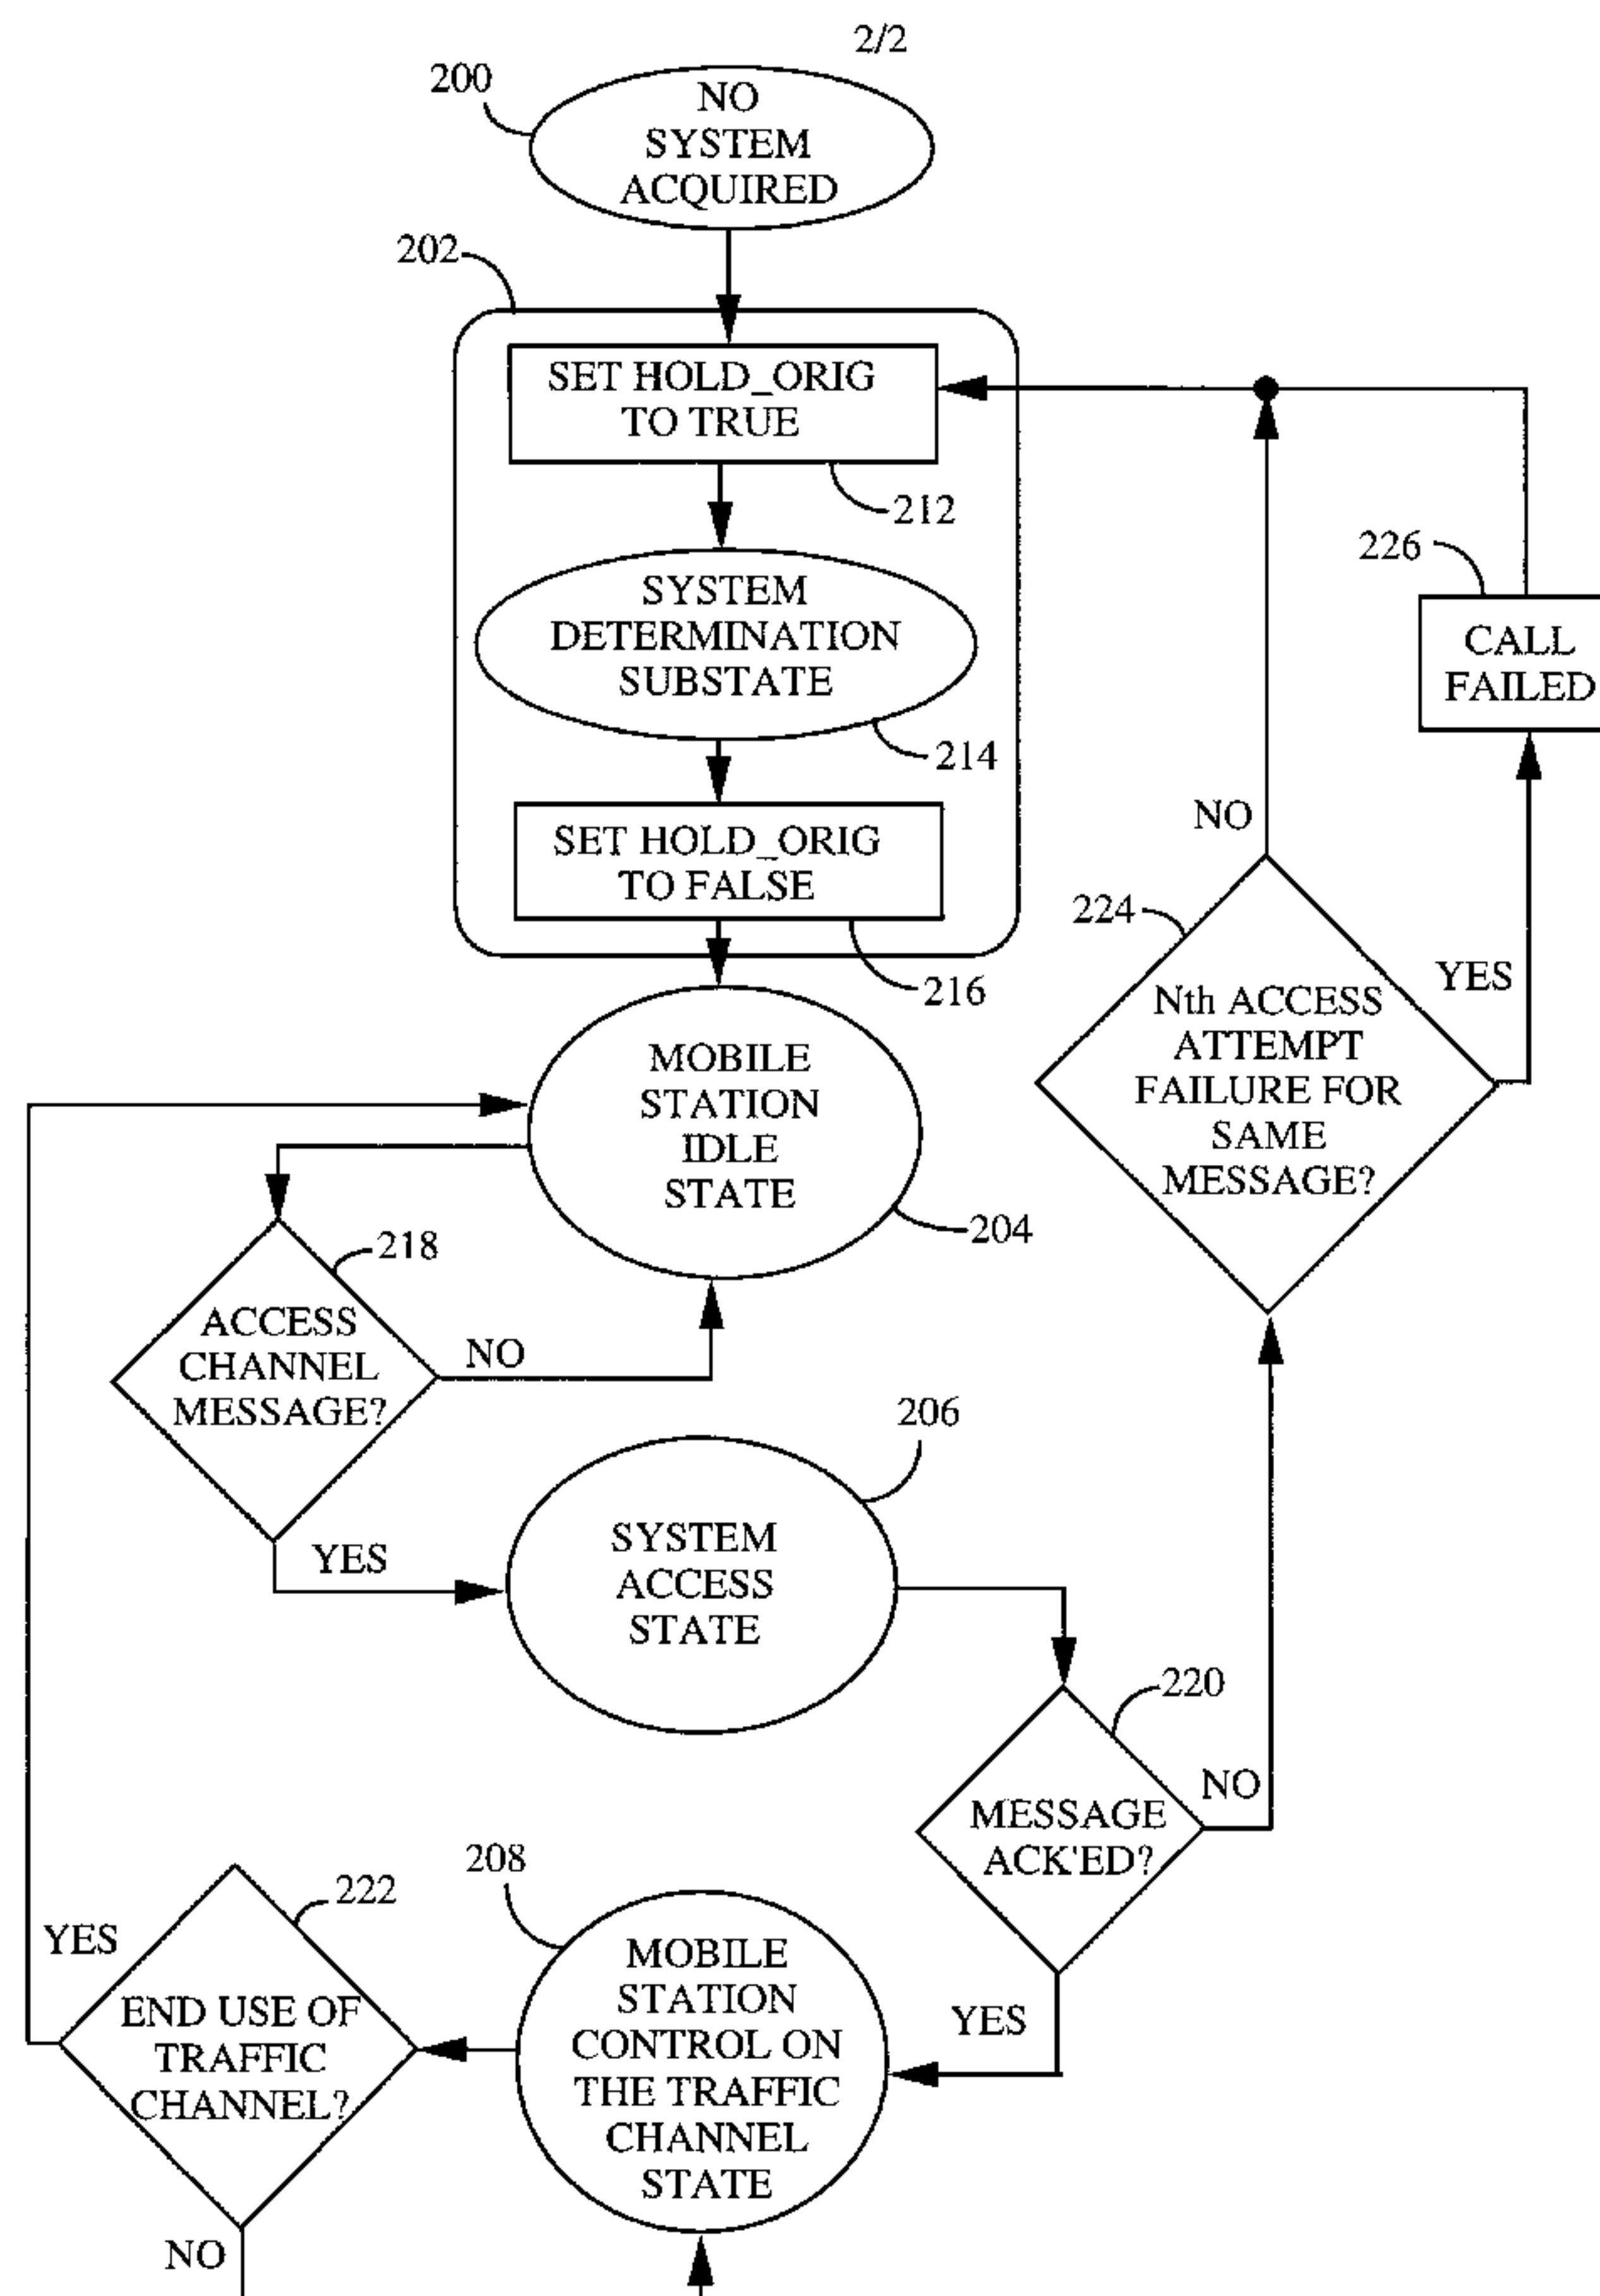 2/2
200
NO
SYSTEM
ACQUIRED
202
SET HOLD_ORIG
TO TRUE
212
SYSTEM
DETERMINATION
SUBSTATE
214
SET HOLD_ORIG
TO FALSE
216
226
CALL
FAILED
NO
224
YES
Nth ACCESS
ATTEMPT
FAILURE FOR
SAME
MESSAGE?
MOBILE
STATION
IDLE
STATE
204
218
ACCESS
CHANNEL
MESSAGE?
NO
YES
206
SYSTEM
ACCESS
STATE
220
MESSAGE
ACK'ED?
NO
YES
208
MOBILE
STATION
CONTROL ON
THE TRAFFIC
CHANNEL
STATE
222
YES
END USE OF
TRAFFIC
CHANNEL?
NO